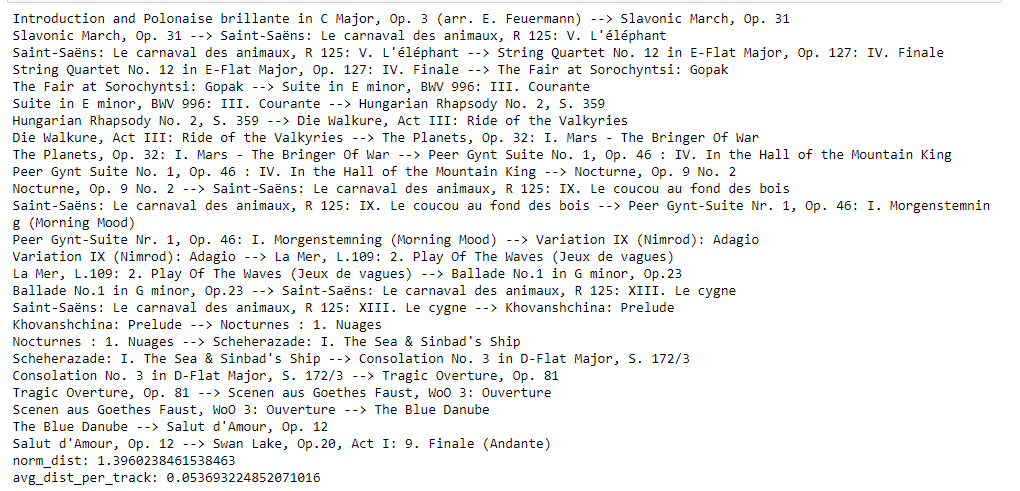 Introduction and Polonaise brillante in C Major, Op. 3 (arr. E. Feuermann) --> Slavonic March, Op. 31
Slavonic March, Op. 31 --> Saint-Saëns: Le carnaval des animaux, R 125: V. L'éléphant
Saint-Saëns: Le carnaval des animaux, R 125: V. L'éléphant --> String Quartet No. 12 in E-Flat Major, Op. 127: IV. Finale
String Quartet No. 12 in E-Flat Major, Op. 127: IV. Finale --> The Fair at Sorochyntsi: Gopak
The Fair at Sorochyntsi: Gopak --> Suite in E minor, BWV 996: III. Courante
Suite in E minor, BWV 996: III. Courante --> Hungarian Rhapsody No. 2, S. 359
Hungarian Rhapsody No. 2, S. 359 --> Die Walkure, Act III: Ride of the Valkyries
Die Walkure, Act III: Ride of the Valkyries --> The Planets, Op. 32: I. Mars - The Bringer Of War
The Planets, Op. 32: I. Mars - The Bringer Of War --> Peer Gynt Suite No. 1, Op. 46 : IV. In the Hall of the Mountain King
Peer Gynt Suite No. 1, Op. 46 : IV. In the Hall of the Mountain King --> Nocturne, Op. 9 No. 2
Nocturne, Op. 9 No. 2 --> Saint-Saëns: Le carnaval des animaux, R 125: IX. Le coucou au fond des bois
Saint-Saëns: Le carnaval des animaux, R 125: IX. Le coucou au fond des bois --> Peer Gynt-Suite Nr. 1, Op. 46: I. Morgenstemnin
g (Morning Mood)
Peer Gynt-Suite Nr. 1, Op. 46: I. Morgenstemning (Morning Mood) --> Variation IX (Nimrod): Adagio
Variation IX (Nimrod): Adagio --> La Mer, L.109: 2. Play Of The Waves (Jeux de vagues)
La Mer, L.109: 2. Play Of The Waves (Jeux de vagues) --> Ballade No.1 in G minor, Op.23
Ballade No.1 in G minor, Op.23 --> Saint-Saëns: Le carnaval des animaux, R 125: XIII. Le cygne
Saint-Saëns: Le carnaval des animaux, R 125: XIII. Le cygne --> Khovanshchina: Prelude
Khovanshchina: Prelude --> Nocturnes : 1. Nuages
Nocturnes : 1. Nuages --> Scheherazade: I. The Sea & Sinbad's Ship
Scheherazade: I. The Sea & Sinbad's Ship --> Consolation No. 3 in D-Flat Major, S. 172/3
Consolation No. 3 in D-Flat Major, S. 172/3 --> Tragic Overture, Op. 81
Tragic Overture, Op. 81 --> Scenen aus Goethes Faust, WoO 3: Ouverture
Scenen aus Goethes Faust, WoO 3: Ouverture --> The Blue Danube
The Blue Danube --> Salut d'Amour, Op. 12
Salut d'Amour, Op. 12 --> Swan Lake, Op.20, Act I: 9. Finale (Andante)
norm_dist: 1.3960238461538463
avg_dist_per_track: 0.053693224852071016